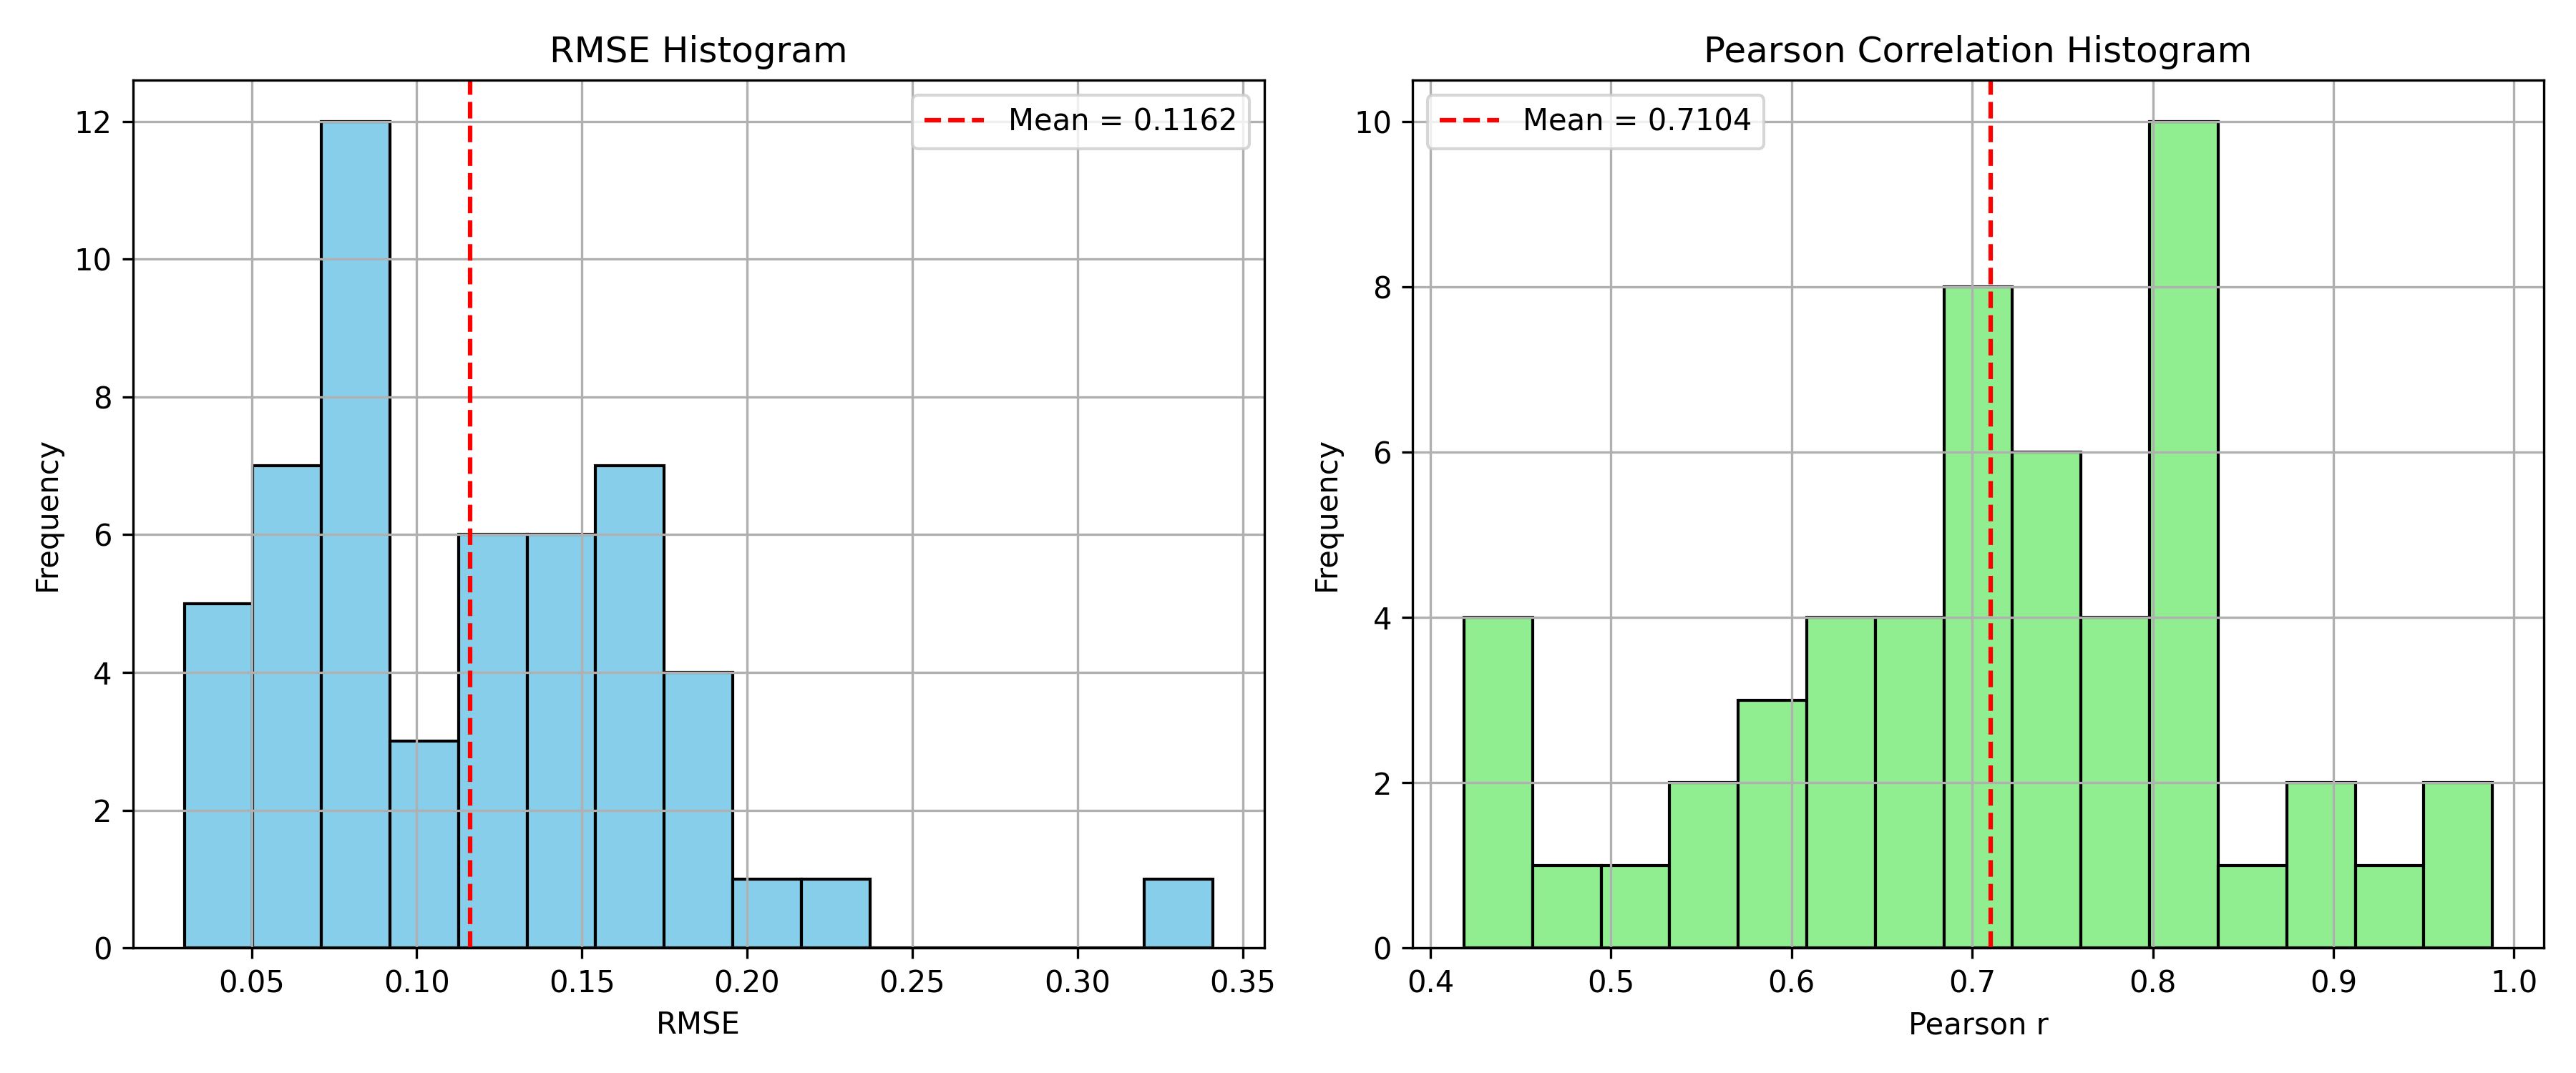 RMSE Histogram
Mean = 0.1162
Frequency
12
10
8
6
4
2
0
0.05 0.10 0.15 0.20 0.25 0.30 0.35
RMSE
Pearson Correlation Histogram
Mean = 0.7104
Frequency
10
8
6
4
2
0
0.4 0.5 0.6 0.7 0.8 0.9 1.0
Pearson r